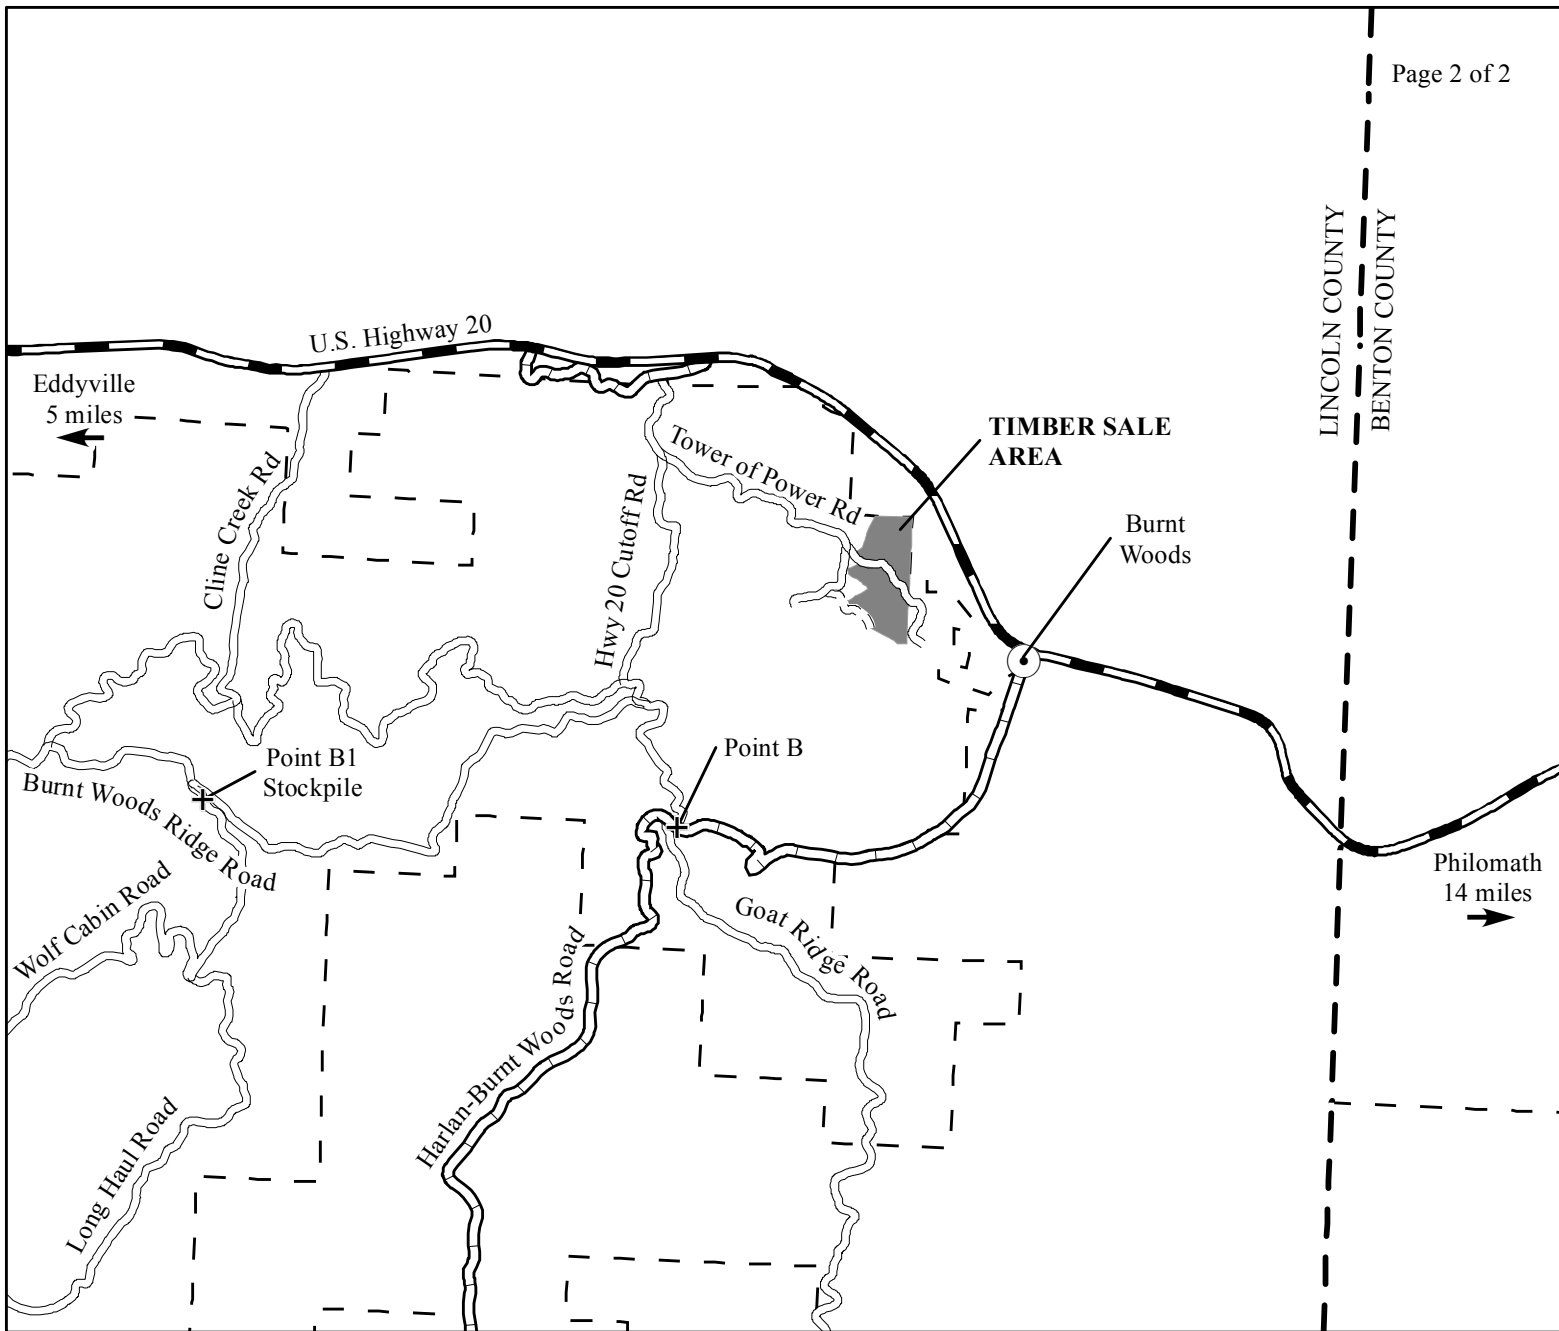 Page 2 of 2
LINCOLN COUNTY
BENTON COUNTY
U.S. Highway 20
Eddyville
5 miles
TIMBER SALE
AREA
Tower of Power Rd
Cline Creek Rd
Hwy 20 Cutoff Rd
Burnt
Woods
Point B1
Stockpile
Point B
Burnt Woods Ridge Road
Wolf Cabin Road
Philomath
14 miles
Goat Ridge Road
Harlan-Burnt Woods Road
Long Haul Road